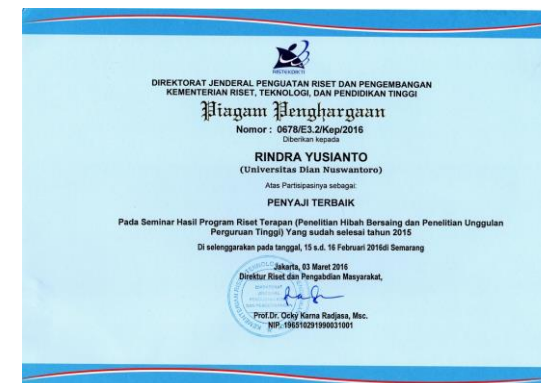 RISTEKDIKTI
DIREKTORAT JENDERAL PENGUATAN RISET DAN PENGEMBANGAN
KEMENTERIAN RISET, TEKNOLOGI, DAN PENDIDIKAN TINGGI
Piagam Penghargaan
Nomor : 0678/E3.2/Kep/2016
Diberikan kepada
RINDRA YUSIANTO
(Universitas Dian Nuswantoro)
Atas Partisipasinya sebagai:
PENYAJI TERBAIK
Pada Seminar Hasil Program Riset Terapan (Penelitian Hibah Bersaing dan Penelitian Unggulan
Perguruan Tinggi) Yang sudah selesai tahun 2015
Di selenggarakan pada tanggal, 15 s.d. 16 Februari 2016di Semarang
Jakarta, 03 Maret 2016
Direktur Riset dan Pengabdian Masyarakat,
Prof.Dr. Ocky Karna Radjasa, Msc.
NIP. 196510291990031001